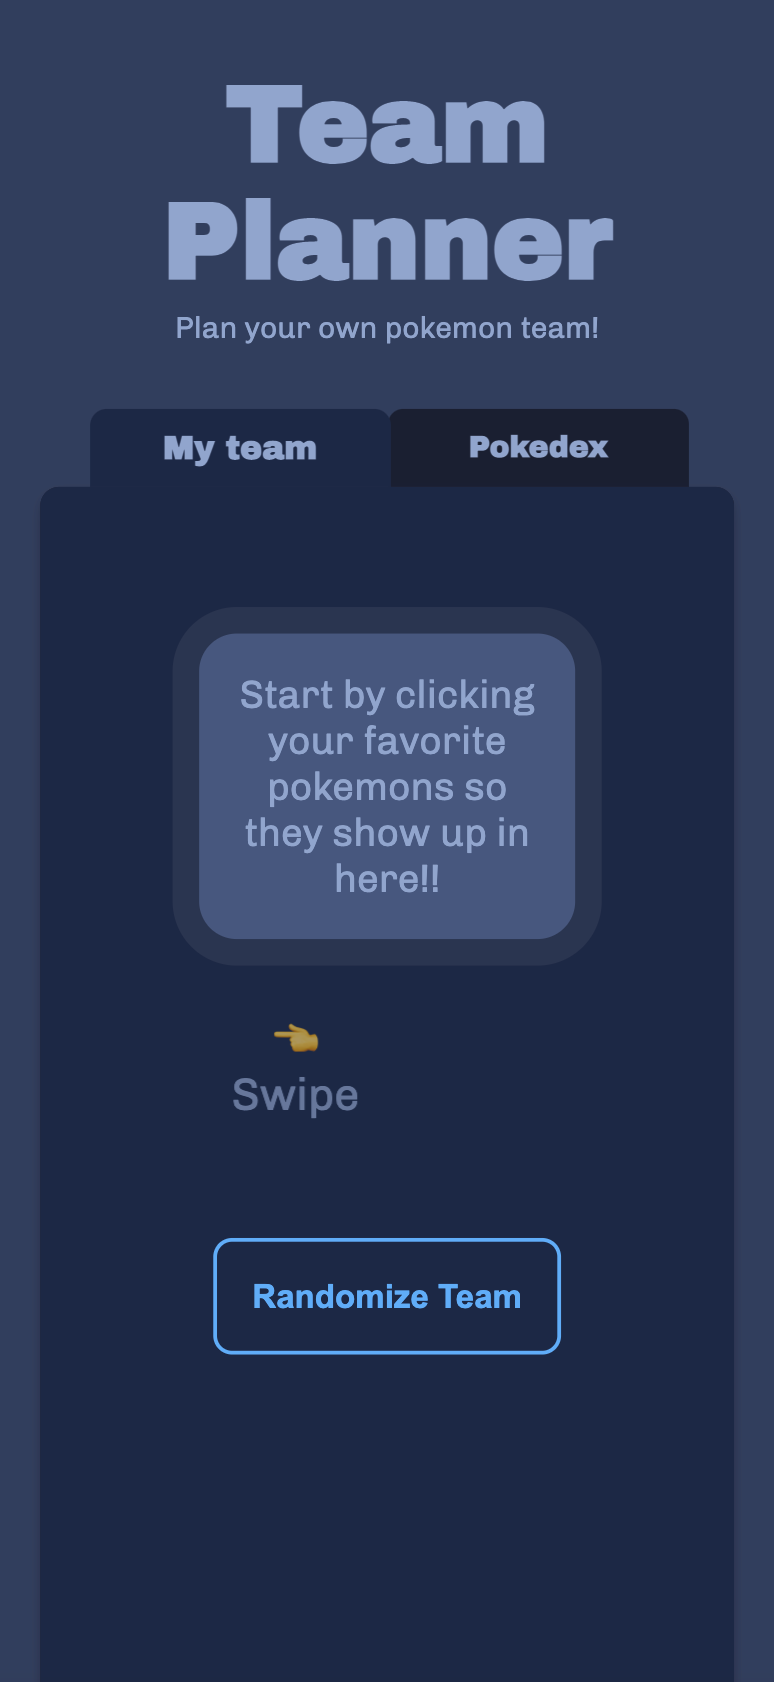 Team
Planner
Plan your own pokemon team!
My team
Pokedex
Start by clicking
your favorite
pokemons so
they show up in
here!!
Swipe
Randomize Team